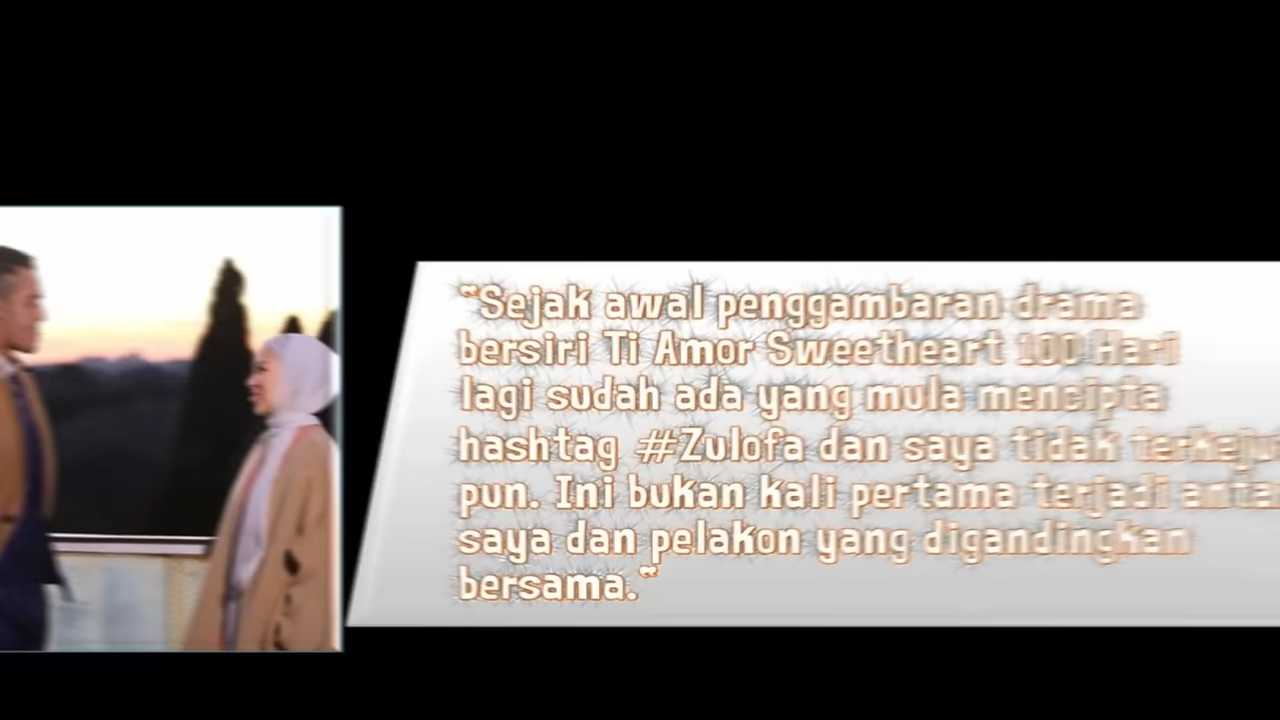 "Sejak awal penggambaran drama
bersiri Ti Amor Sweetheart 100 Hari
lagi sudah ada yang mula mencipta
hashtag #Zulofa dan saya tidak
pun. Ini bukan kali pertama terjadi
saya dan pelakon yang digandingkan
bersama."